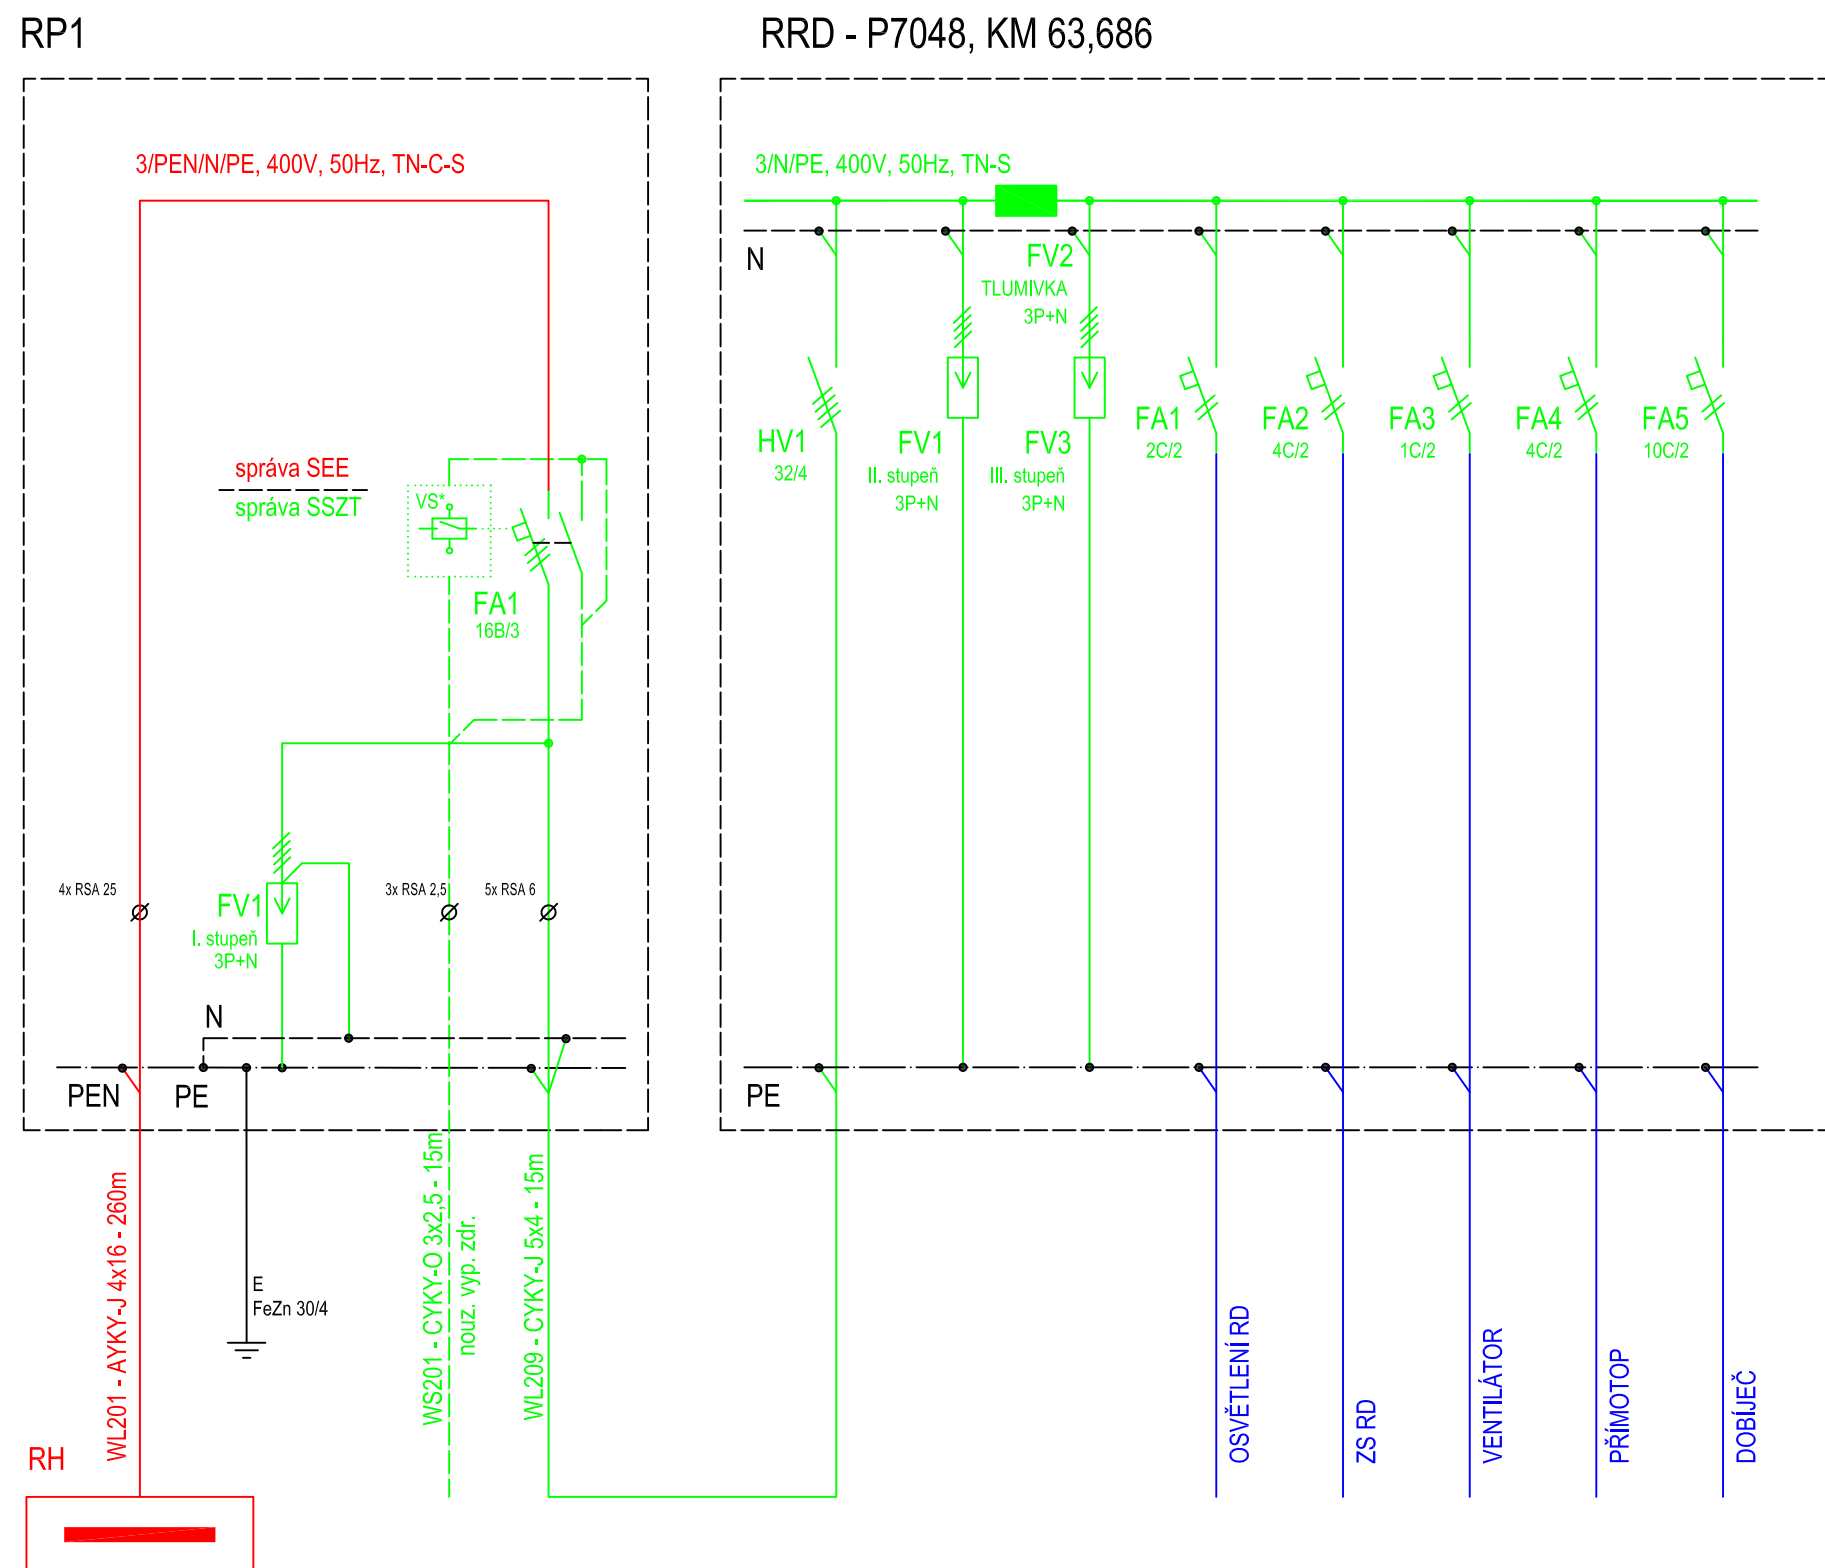 RP1
RRD - P7048, KM 63,686
3/PEN/N/PE, 400V, 50Hz, TN-C-S
3/N/PE, 400V, 50Hz, TN-S
N
FV2
TLUMIVKA
3P+N
HV1
32/4
FV1
II. stupeň
3P+N
FV3
III. stupeň
3P+N
FA1
2C/2
FA2
4C/2
FA3
1C/2
FA4
4C/2
FA5
10C/2
správa SEE
správa SSZT
VS*
FA1
16B/3
4x RSA 25
3x RSA 2,5
5x RSA 6
FV1
I. stupeň
3P+N
N
PEN
PE
PE
WL201 - AYKY-J 4x16 - 260m
E
FeZn 30/4
WS201 - CYKY-O 3x2,5 - 15m
nouz. vyp. zdr.
WL209 - CYKY-J 5x4 - 15m
OSVĚTLENÍ RD
ZS RD
VENTILÁTOR
PŘÍMOTOP
DOBÍJEČ
RH